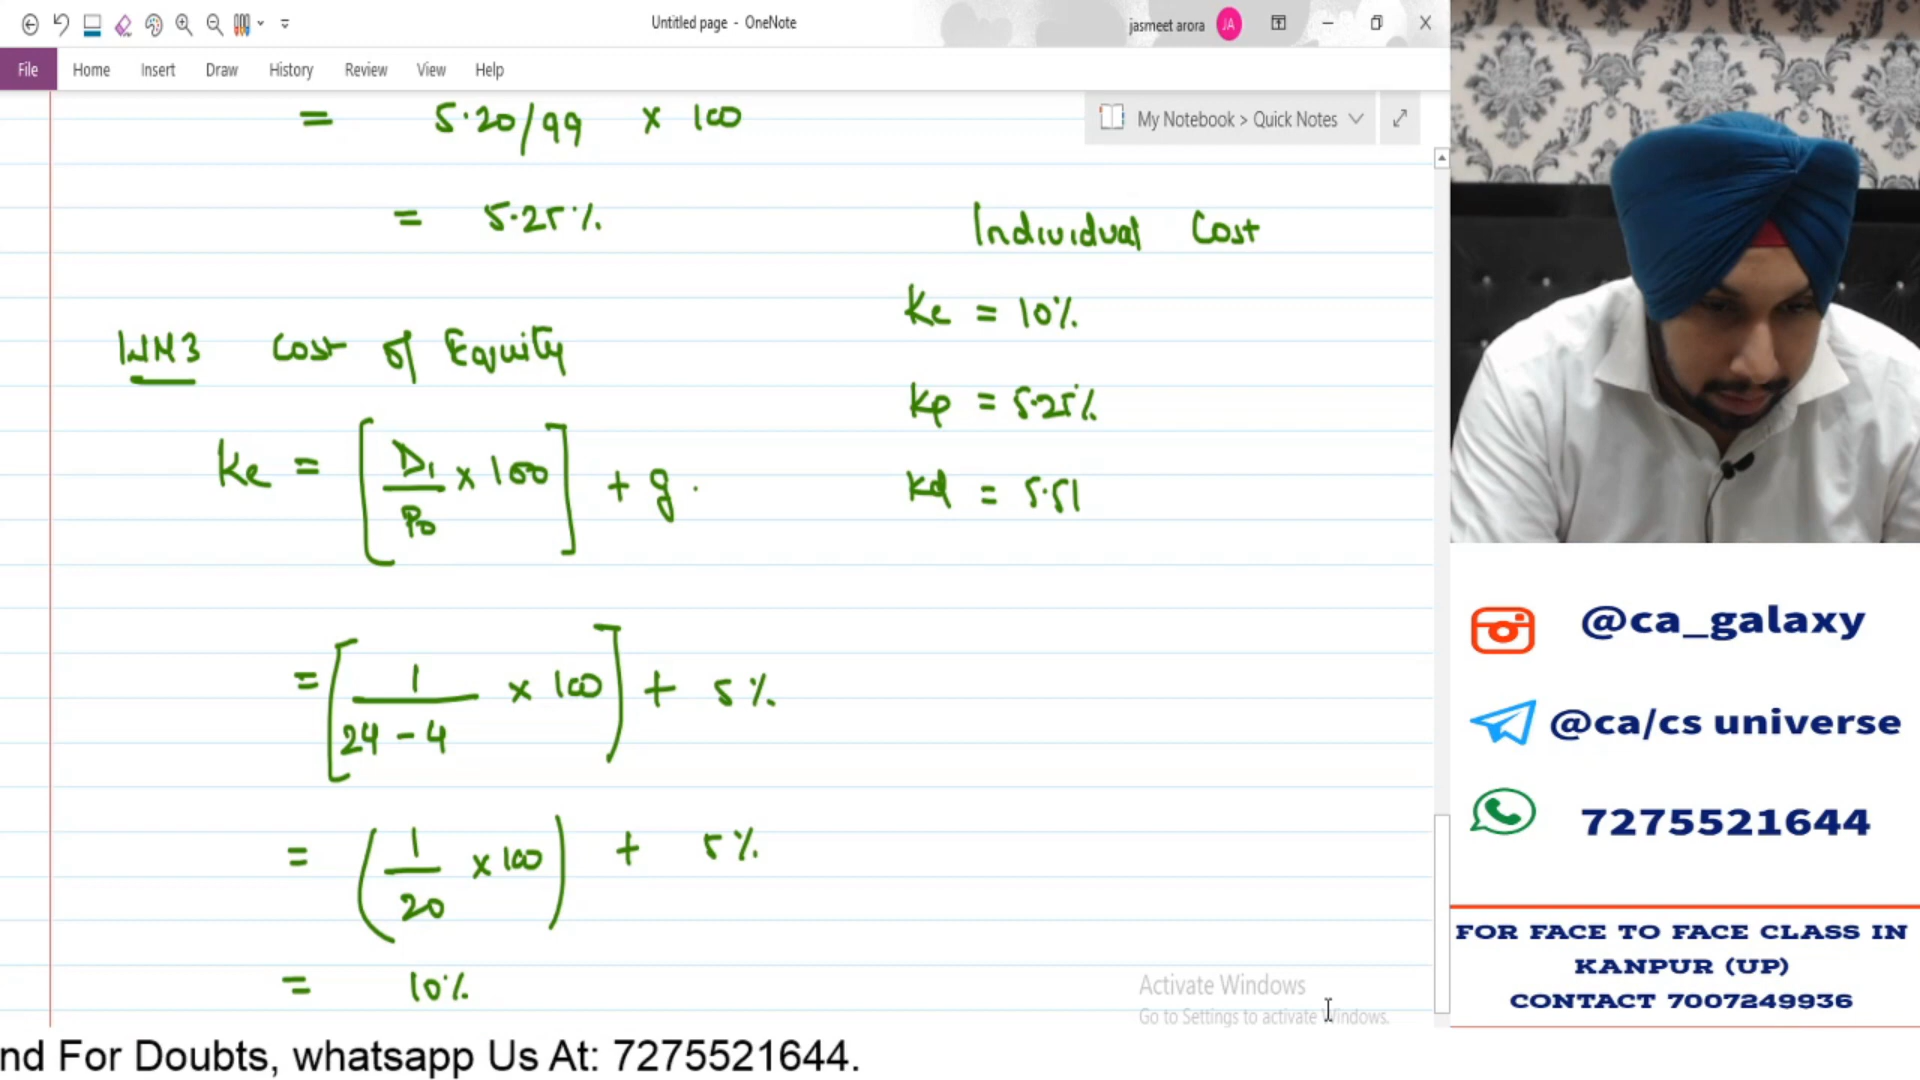 Untitled page - OneNote
jasmeet arora
JA
File Home Insert Draw History Review View Help
My Notebook > Quick Notes
= 5.20/99 x 100
= 5.25%
Individual Cost
Ke = 10%
Kp = 5.25%
Kd = 5.51
WN3 Cost of Equity
Ke = [D1/P0 x 100] + g.
= [1/24-4 x 100] + 5%
= (1/20 x 100) + 5%
= 10%
Activate Windows
Go to Settings to activate Windows.
@ca_galaxy
@ca/cs universe
7275521644
FOR FACE TO FACE CLASS IN
KANPUR (UP)
CONTACT 7007249936
nd For Doubts, whatsapp Us At: 7275521644.